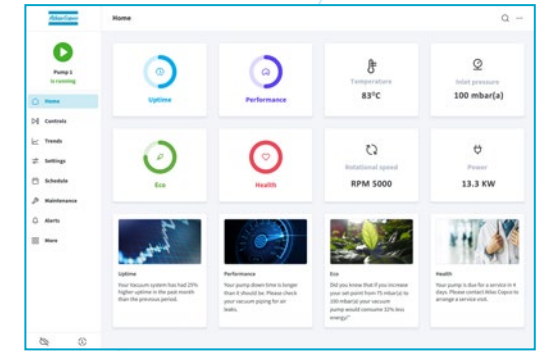 Atlas Copco
Home
Pump 1
is running
Home
Controls
Trends
Settings
Schedule
Maintenance
Alerts
More
Uptime
Performance
Temperature
83°C
Inlet pressure
100 mbar(a)
Eco
Health
Rotational speed
RPM 5000
Power
13.3 KW
Uptime
Your Vacuum system has had 25%
higher uptime in the past month
than the previous period.
Performance
Your pump down time is longer
than it should be. Please check
your vacuum piping for air
leaks.
Eco
Did you know that if you increase
your set point from 75 mbar(a) to
100 mbar(a) your vacuum
pump would consume 32% less
energy?"
Health
Your pump is due for a service in 4
days. Please contact Atlas Copco to
arrange a service visit.